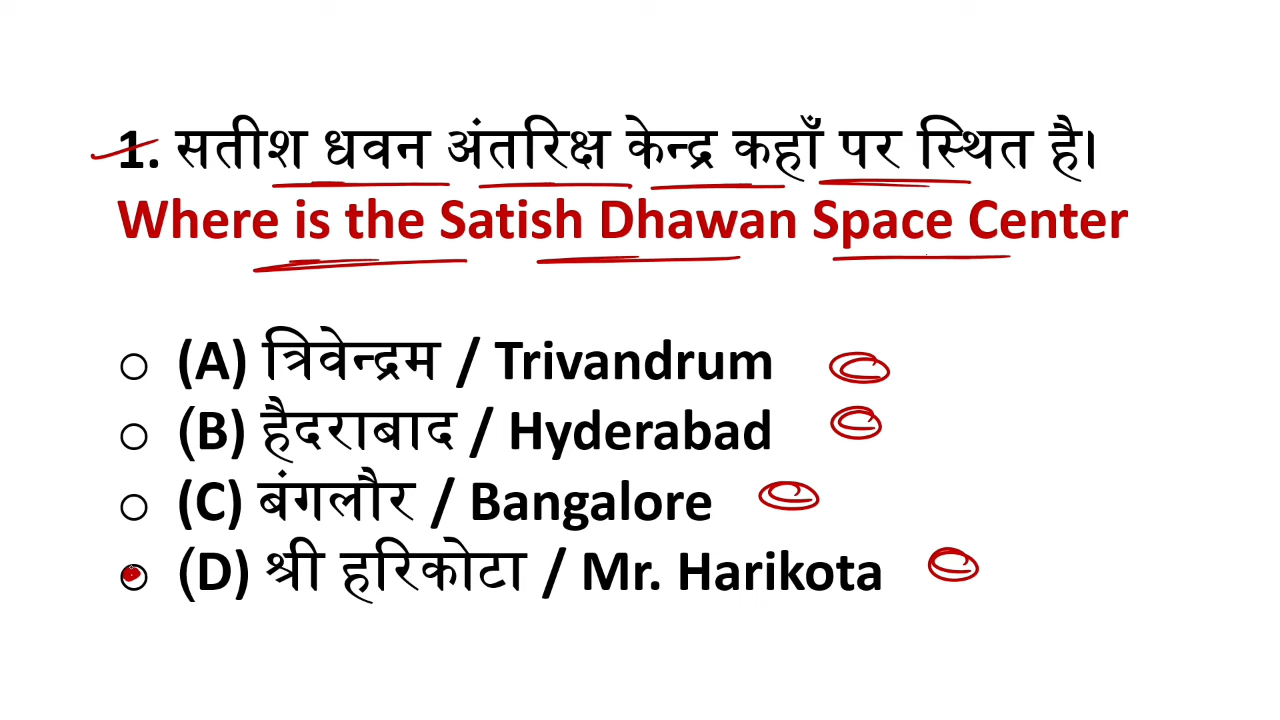 1. सतीश धवन अंतरिक्ष केन्द्र कहाँ पर स्थित है।
Where is the Satish Dhawan Space Center
(A) त्रिवेन्द्रम / Trivandrum
(B) हैदराबाद / Hyderabad
(C) बंगलौर / Bangalore
(D) श्री हरिकोटा / Mr. Harikota